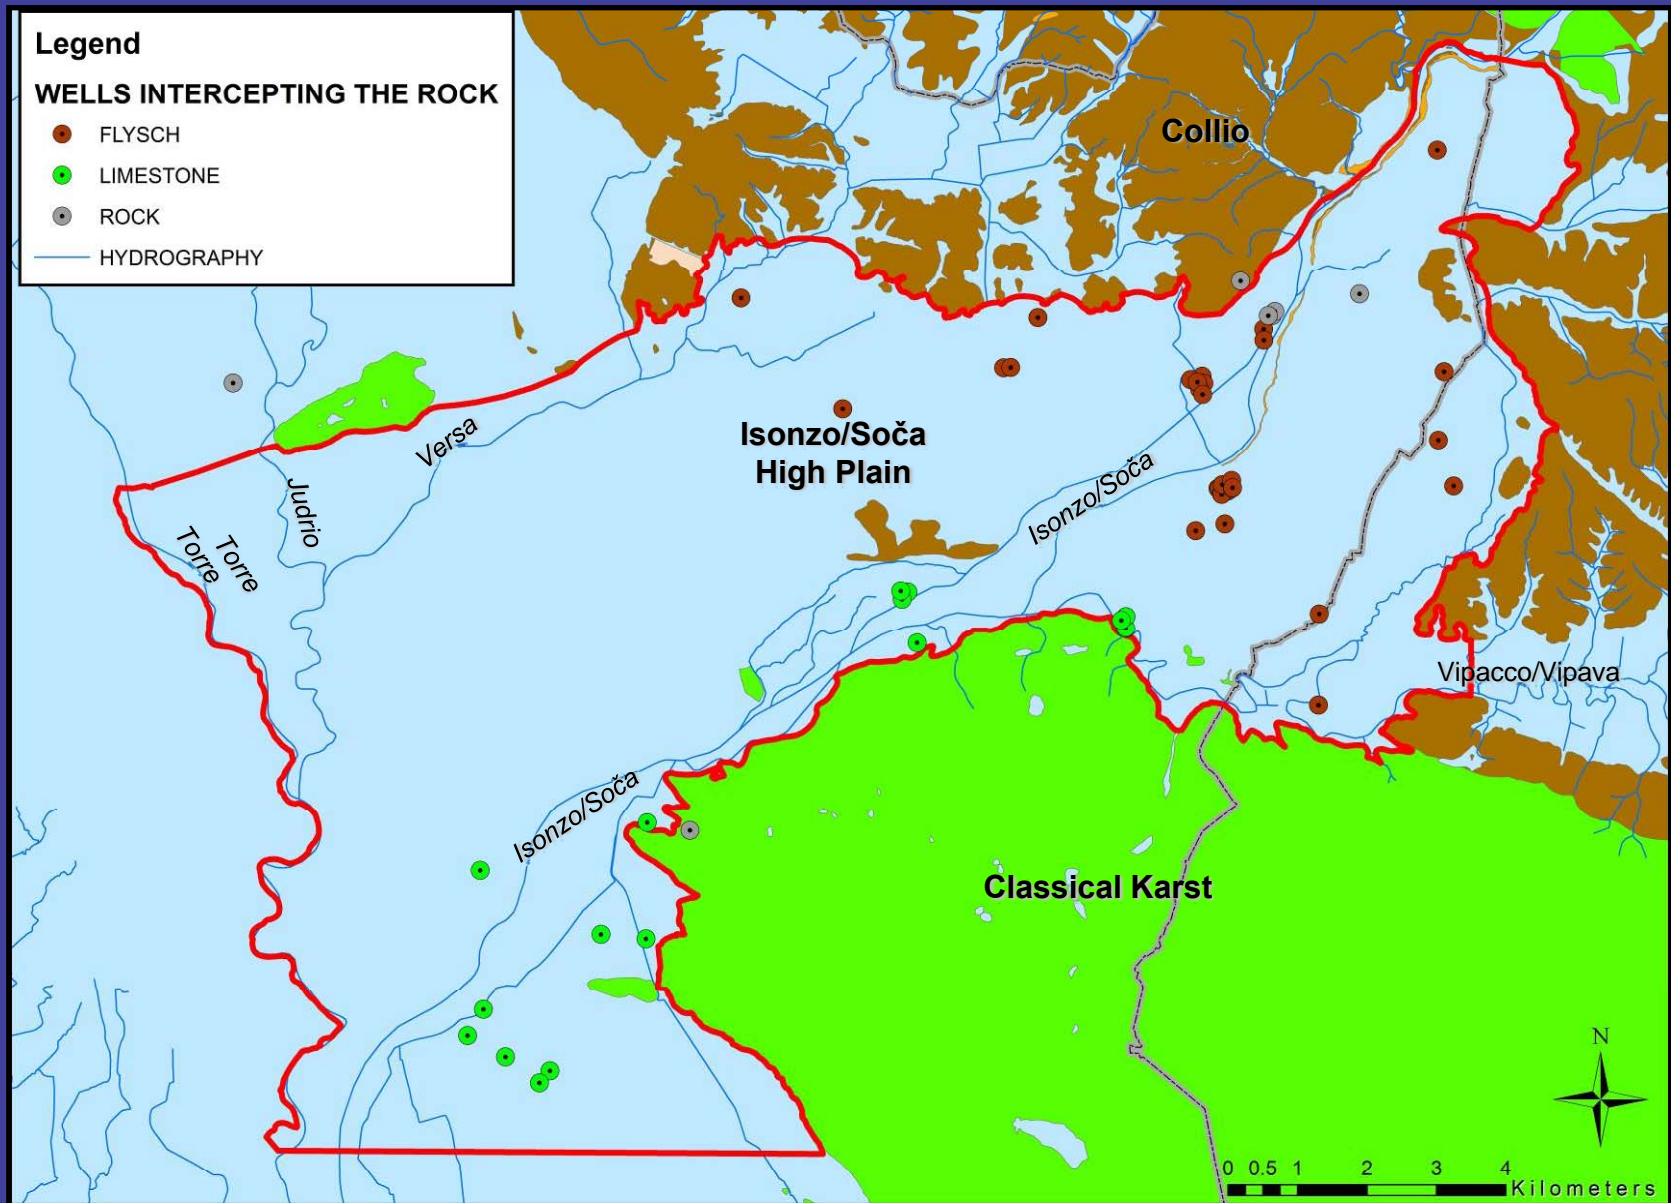 Legend
WELLS INTERCEPTING THE ROCK
FLYSCH
LIMESTONE
ROCK
HYDROGRAPHY
Collio
Versa
Isonzo/Soča
High Plain
Isonzo/Soča
Judrio
Torre
Torre
Vipacco/Vipava
Isonzo/Soča
Classical Karst
N
0 0.5 1 2 3 4
Kilometers